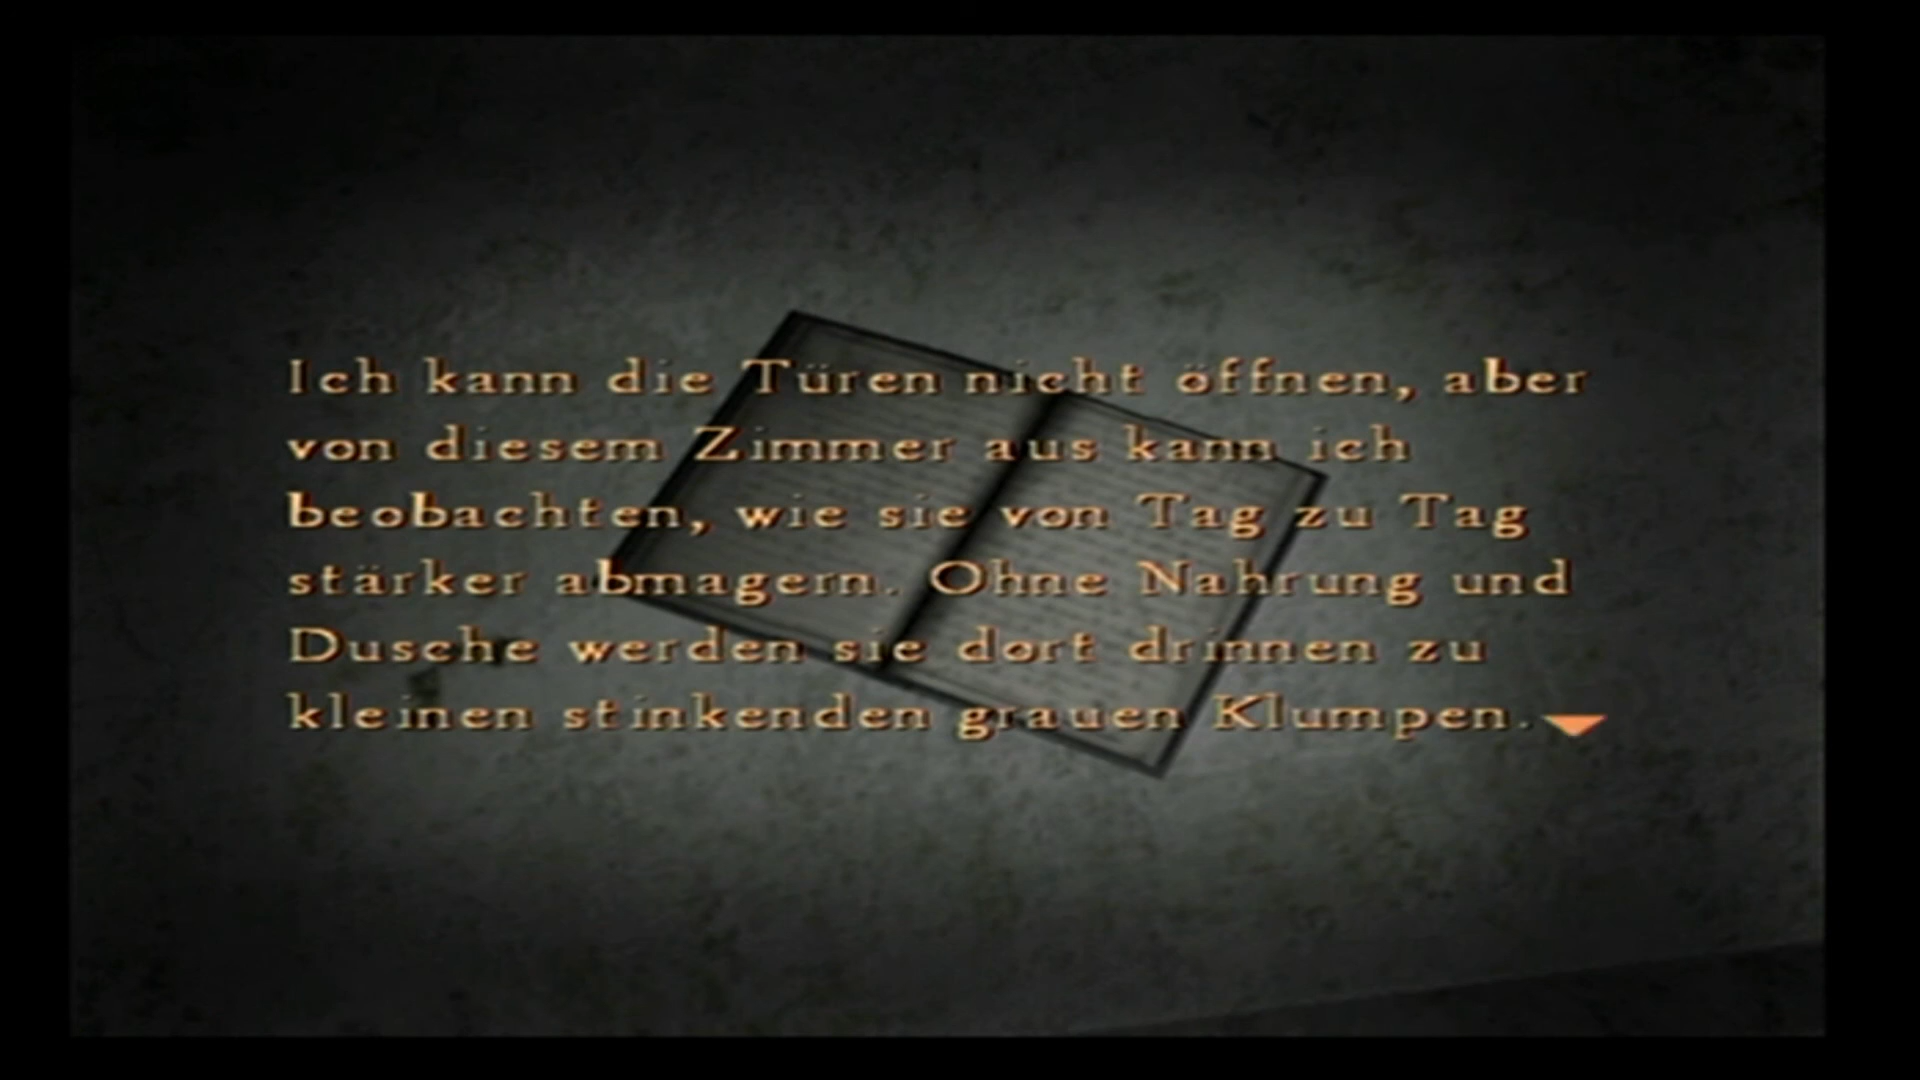 Ich kann die Türen nicht öffnen, aber
von diesem Zimmer aus kann ich
beobachten, wie sie von Tag zu Tag
stärker abmagern. Ohne Nahrung und
Dusche werden sie dort drinnen zu
kleinen stinkenden grauen Klumpen.